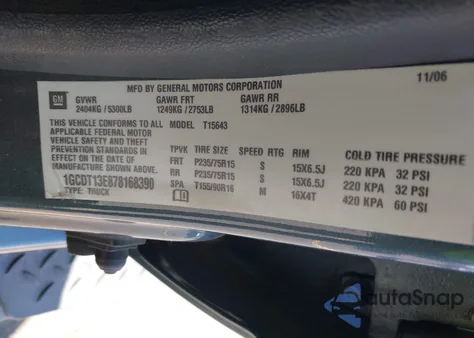 MFD BY GENERAL MOTORS CORPORATION
11/06
GM
GVWR GAWR FRT GAWR RR
2404KG / 5300LB 1249KG / 2753LB 1314KG / 2896LB
THIS VEHICLE CONFORMS TO ALL MODEL T15643
APPLICABLE FEDERAL MOTOR
VEHICLE SAFETY AND THEFT
PREVENTION STANDARDS IN
EFFECT ON THE DATE OF
MANUFACTURE SHOWN ABOVE.
1GCDT13E878168390
TYPE: TRUCK
TPVK TIRE SIZE SPEED RTG RIM COLD TIRE PRESSURE
FRT P235/75R15 S 15X6.5J 220 KPA 32 PSI
RR P235/75R15 S 15X6.5J 220 KPA 32 PSI
SPA T155/90R16 M 16X4T 420 KPA 60 PSI
AutoSnap